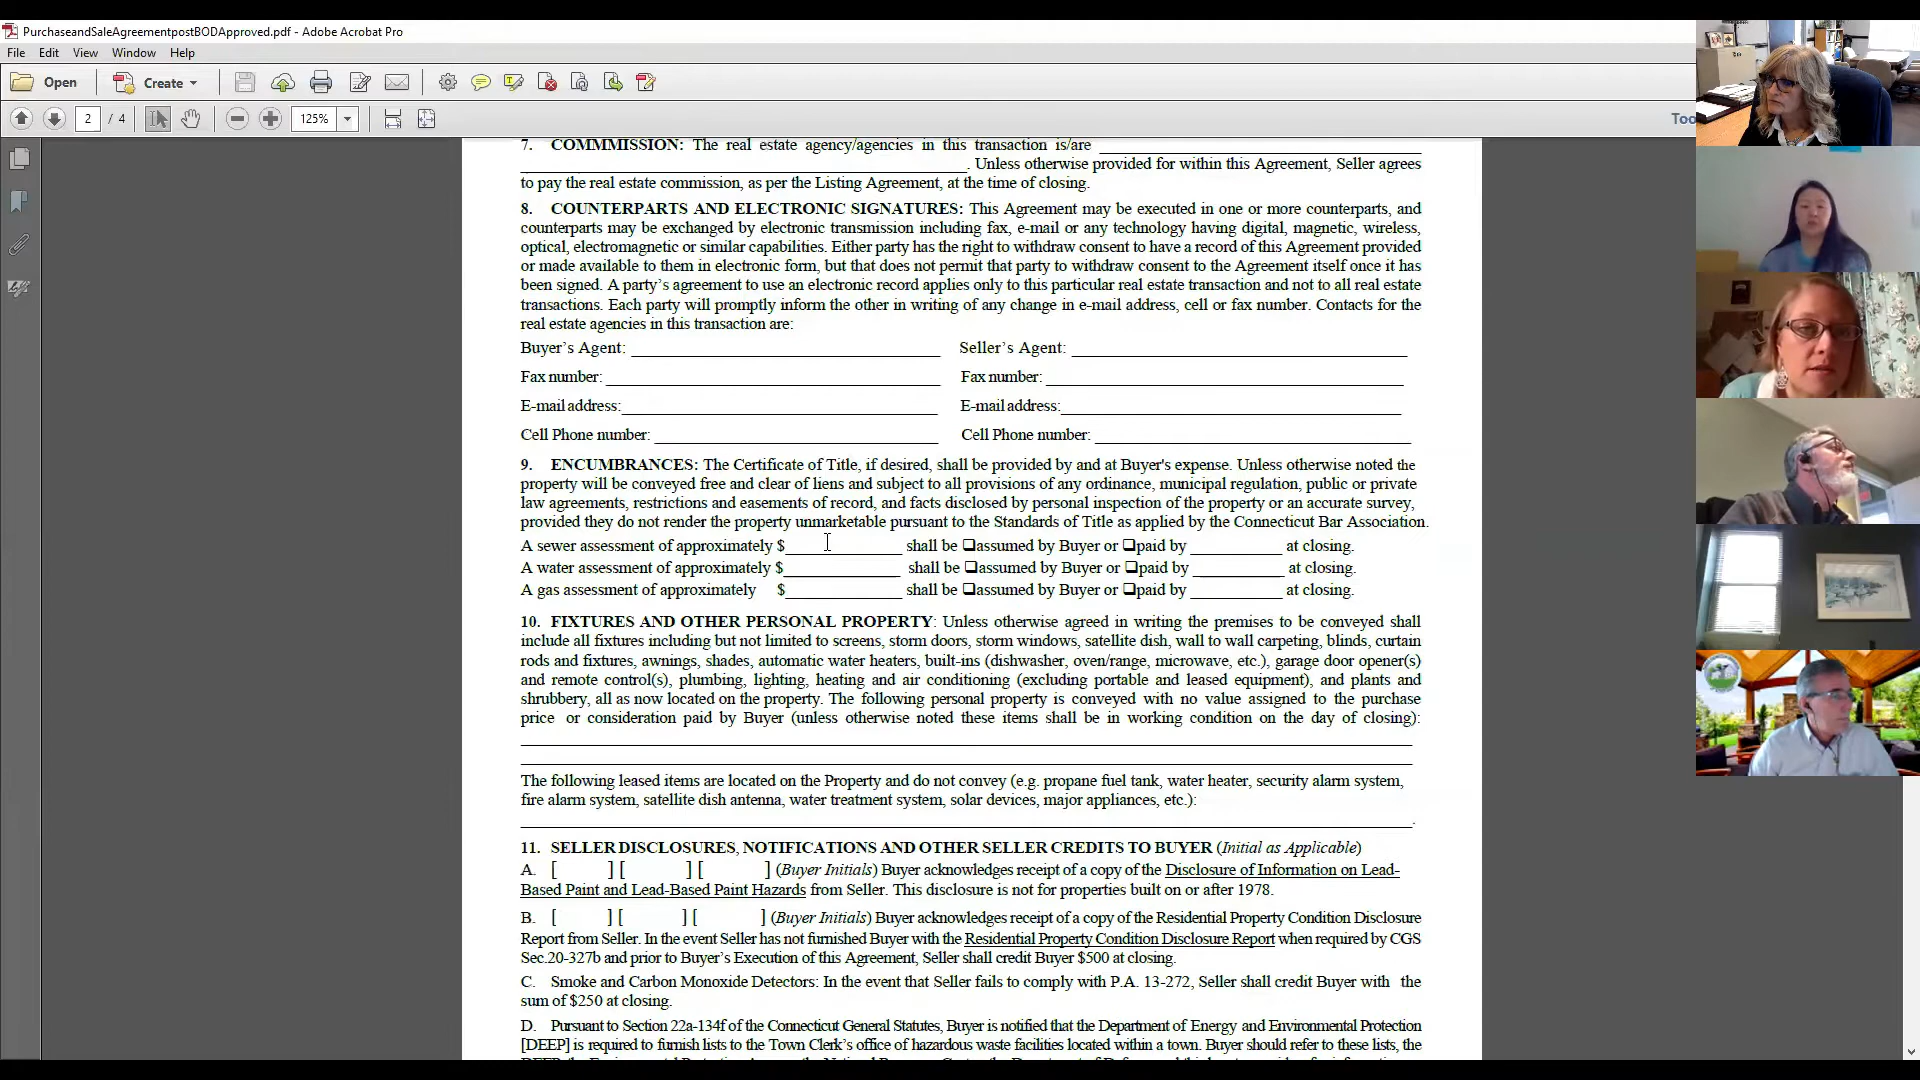 PurchaseandSaleAgreementpostBODApproved.pdf - Adobe Acrobat Pro
File Edit View Window Help
Open Create
2 / 4 125% Too
7. COMMMISSION: The real estate agency/agencies in this transaction is/are ____________________
____________________. Unless otherwise provided for within this Agreement, Seller agrees
to pay the real estate commission, as per the Listing Agreement, at the time of closing.
8. COUNTERPARTS AND ELECTRONIC SIGNATURES: This Agreement may be executed in one or more counterparts, and
counterparts may be exchanged by electronic transmission including fax, e-mail or any technology having digital, magnetic, wireless,
optical, electromagnetic or similar capabilities. Either party has the right to withdraw consent to have a record of this Agreement provided
or made available to them in electronic form, but that does not permit that party to withdraw consent to the Agreement itself once it has
been signed. A party's agreement to use an electronic record applies only to this particular real estate transaction and not to all real estate
transactions. Each party will promptly inform the other in writing of any change in e-mail address, cell or fax number. Contacts for the
real estate agencies in this transaction are:
Buyer's Agent: ____________________ Seller's Agent: ____________________
Fax number: ____________________ Fax number: ____________________
E-mail address: ____________________ E-mail address: ____________________
Cell Phone number: ____________________ Cell Phone number: ____________________
9. ENCUMBRANCES: The Certificate of Title, if desired, shall be provided by and at Buyer's expense. Unless otherwise noted the
property will be conveyed free and clear of liens and subject to all provisions of any ordinance, municipal regulation, public or private
law agreements, restrictions and easements of record, and facts disclosed by personal inspection of the property or an accurate survey,
provided they do not render the property unmarketable pursuant to the Standards of Title as applied by the Connecticut Bar Association.
A sewer assessment of approximately $______________ shall be ❑assumed by Buyer or ❑paid by ___________ at closing.
A water assessment of approximately $______________ shall be ❑assumed by Buyer or ❑paid by ___________ at closing.
A gas assessment of approximately $______________ shall be ❑assumed by Buyer or ❑paid by ___________ at closing.
10. FIXTURES AND OTHER PERSONAL PROPERTY: Unless otherwise agreed in writing the premises to be conveyed shall
include all fixtures including but not limited to screens, storm doors, storm windows, satellite dish, wall to wall carpeting, blinds, curtain
rods and fixtures, awnings, shades, automatic water heaters, built-ins (dishwasher, oven/range, microwave, etc.), garage door opener(s)
and remote control(s), plumbing, lighting, heating and air conditioning (excluding portable and leased equipment), and plants and
shrubbery, all as now located on the property. The following personal property is conveyed with no value assigned to the purchase
price or consideration paid by Buyer (unless otherwise noted these items shall be in working condition on the day of closing):
The following leased items are located on the Property and do not convey (e.g. propane fuel tank, water heater, security alarm system,
fire alarm system, satellite dish antenna, water treatment system, solar devices, major appliances, etc.):
____________________.
11. SELLER DISCLOSURES, NOTIFICATIONS AND OTHER SELLER CREDITS TO BUYER (Initial as Applicable)
A. [ ] [ ] [ ] (Buyer Initials) Buyer acknowledges receipt of a copy of the Disclosure of Information on Lead-
Based Paint and Lead-Based Paint Hazards from Seller. This disclosure is not for properties built on or after 1978.
B. [ ] [ ] [ ] (Buyer Initials) Buyer acknowledges receipt of a copy of the Residential Property Condition Disclosure
Report from Seller. In the event Seller has not furnished Buyer with the Residential Property Condition Disclosure Report when required by CGS
Sec.20-327b and prior to Buyer's Execution of this Agreement, Seller shall credit Buyer $500 at closing.
C. Smoke and Carbon Monoxide Detectors: In the event that Seller fails to comply with P.A. 13-272, Seller shall credit Buyer with the
sum of $250 at closing.
D. Pursuant to Section 22a-134f of the Connecticut General Statutes, Buyer is notified that the Department of Energy and Environmental Protection
[DEEP] is required to furnish lists to the Town Clerk's office of hazardous waste facilities located within a town. Buyer should refer to these lists, the